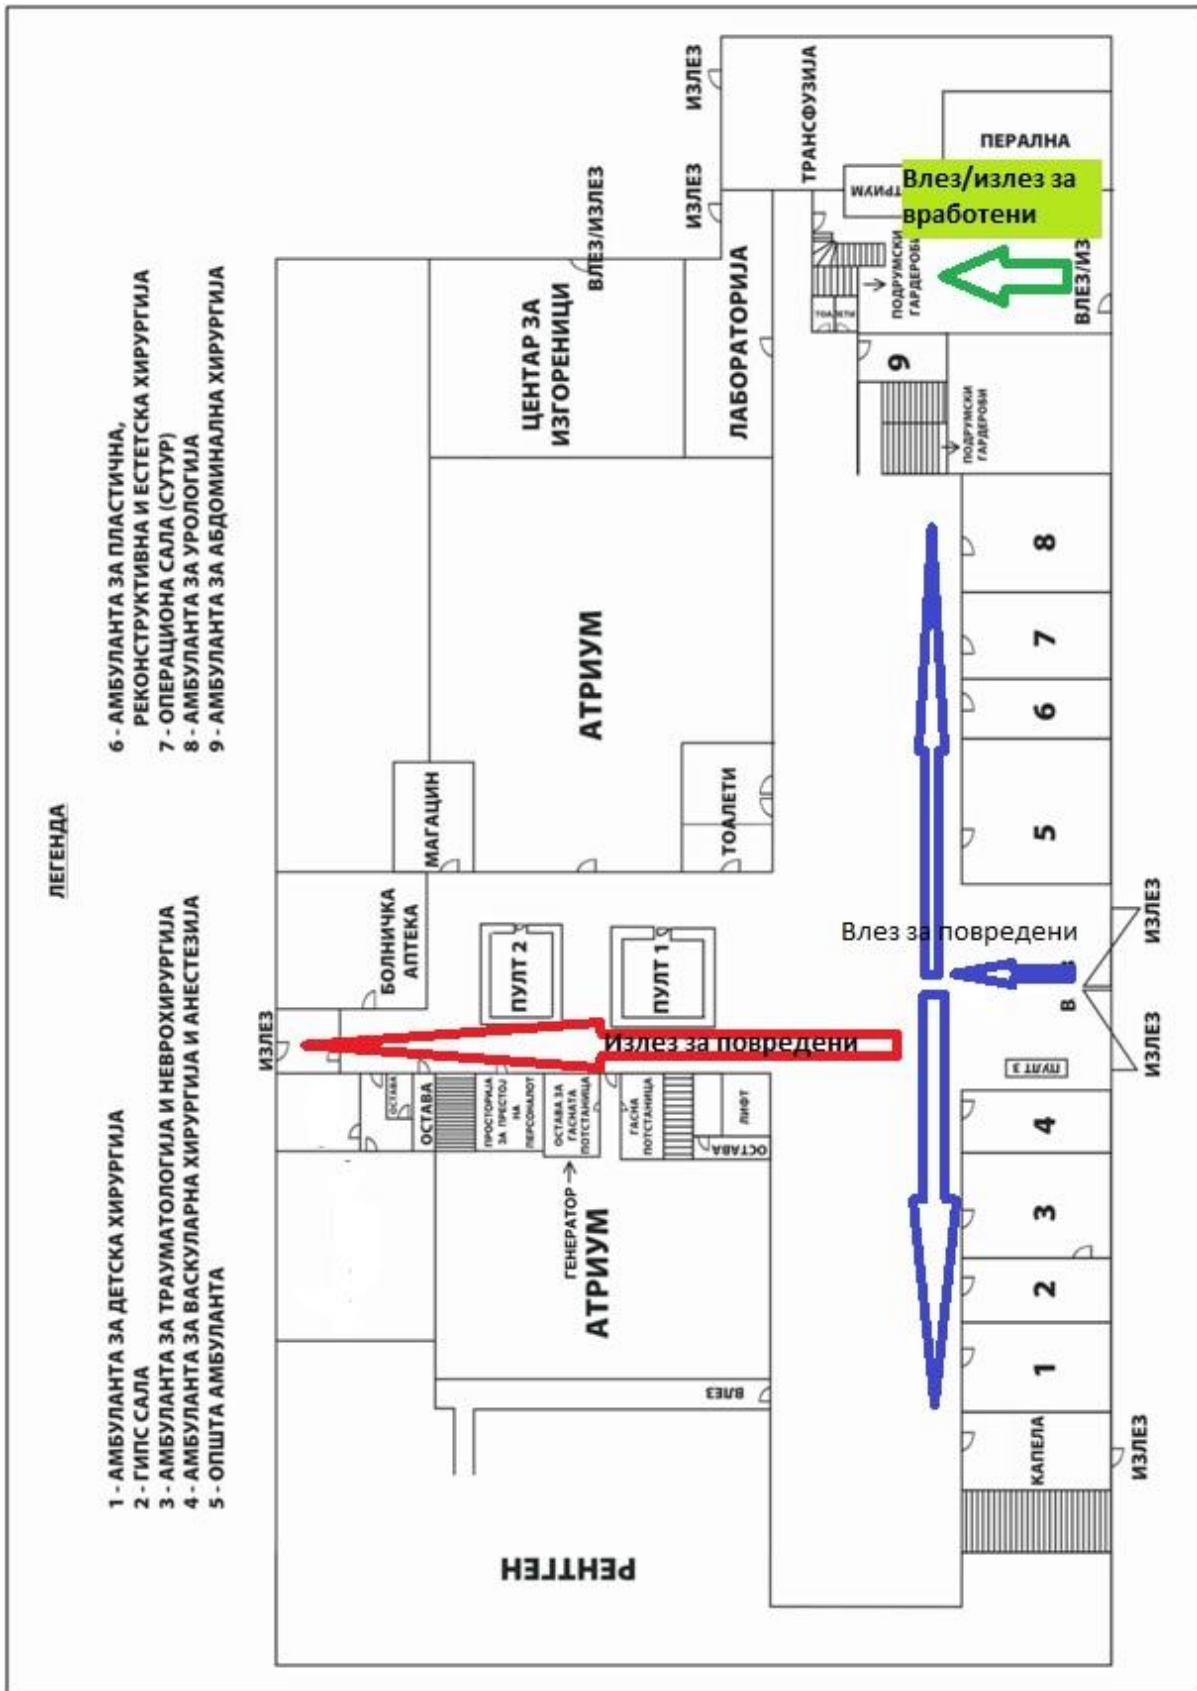 ЛЕГЕНДА
1 - АМБУЛАНТА ЗА ДЕТСКА ХИРУРГИЈА
2 - ГИПС САЛА
3 - АМБУЛАНТА ЗА ТРАУМАТОЛОГИЈА И НЕВРОХИРУРГИЈА
4 - АМБУЛАНТА ЗА ВАСКУЛАРНА ХИРУРГИЈА И АНЕСТЕЗИЈА
5 - ОПШТА АМБУЛАНТА
6 - АМБУЛАНТА ЗА ПЛАСТИЧНА,
РЕКОНСТРУКТИВНА И ЕСТЕТСКА ХИРУРГИЈА
7 - ОПЕРАЦИОНА САЛА (СУТУР)
8 - АМБУЛАНТА ЗА УРОЛОГИЈА
9 - АМБУЛАНТА ЗА АБДОМИНАЛНА ХИРУРГИЈА
ИЗЛЕЗ
БОЛНИЧКА
АПТЕКА
МАГАЦИН
ВЛЕЗ/ИЗЛЕЗ
ЦЕНТАР ЗА
ИЗГОРЕНИЦИ
ИЗЛЕЗ
ИЗЛЕЗ
ОСТАВА
ОСТАВА
ПРОСТОРИЈА
ЗА ПРЕСТОЈ
НА
ПЕРСОНАЛОТ
ОСТАВА ЗА
ГАСНАТА
ПОТСТАНИЦА
ГАСНА
ПОТСТАНИЦА
ЛИФТ
ОСТАВА
ПУЛТ 2
ПУЛТ 1
АТРИУМ
ТОАЛЕТИ
ЛАБОРАТОРИЈА
ТРАНСФУЗИЈА
ГЕНЕРАТОР
АТРИУМ
ВЛЕЗ
РЕНТГЕН
Излез за повредени
Влез за повредени
Влез/излез за
вработени
ТРИУМ
ПЕРАЛНА
ПОДРУМСКИ
ГАРДЕРОБИ
9
ПОДРУМСКИ
ГАРДЕРОБИ
ВЛЕЗ/ИЗ
КАПЕЛА
1
2
3
4
ПУЛТ 3
В
5
6
7
8
ИЗЛЕЗ
ИЗЛЕЗ
ИЗЛЕЗ